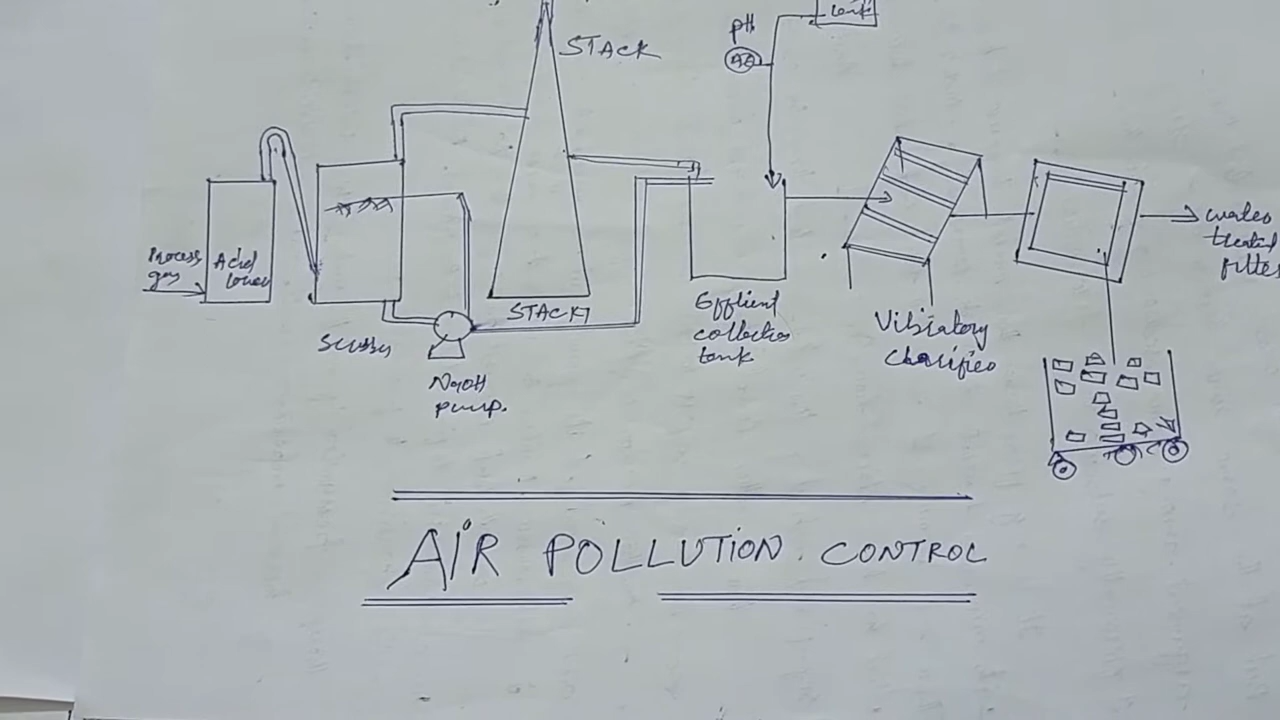 tank
pH
STACK
Process
gas
Acid
tower
STACK
Scrubber
NaOH
pump.
Effluent
collection
tank
Vibratory
Clarifier
water
treated
filter
AIR POLLUTION. CONTROL